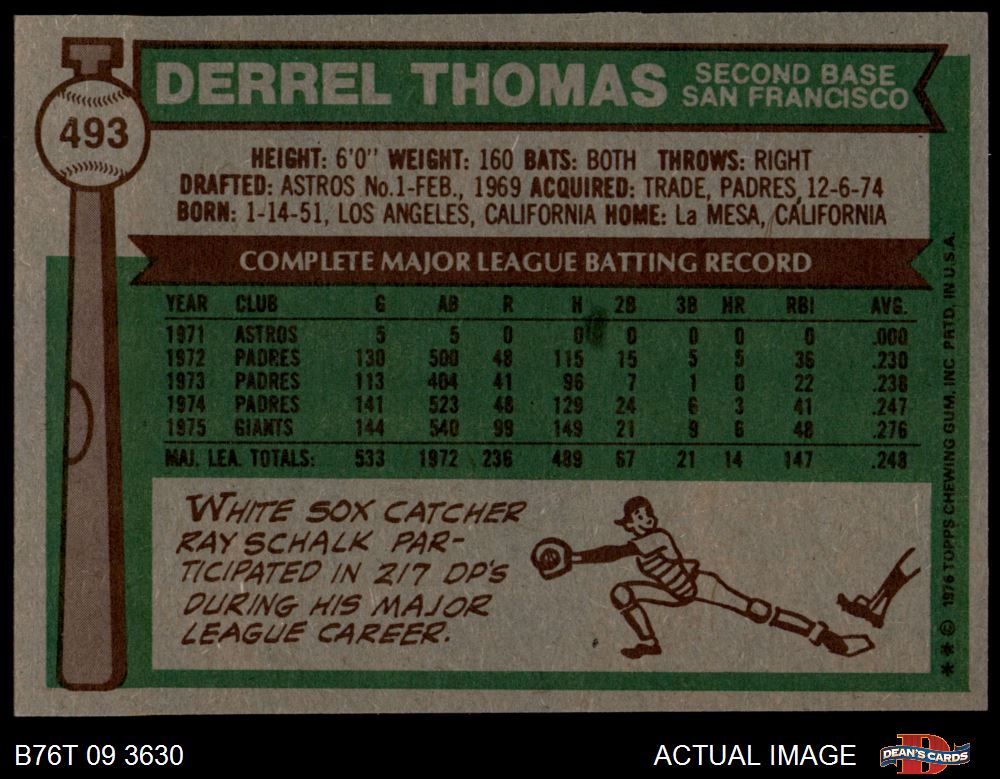 493
DERREL THOMAS
SECOND BASE
SAN FRANCISCO
HEIGHT: 6'0" WEIGHT: 160 BATS: BOTH THROWS: RIGHT
DRAFTED: ASTROS No.1-FEB., 1969 ACQUIRED: TRADE, PADRES, 12-6-74
BORN: 1-14-51, LOS ANGELES, CALIFORNIA HOME: La MESA, CALIFORNIA
COMPLETE MAJOR LEAGUE BATTING RECORD
YEAR CLUB G AB R H 2B 3B HR RBI AVG.
1971 ASTROS 5 5 0 0 0 0 0 0 .000
1972 PADRES 130 500 48 115 15 5 5 36 .230
1973 PADRES 113 404 41 96 7 1 0 22 .238
1974 PADRES 141 523 48 129 24 6 3 41 .247
1975 GIANTS 144 540 99 149 21 9 6 48 .276
MAJ. LEA. TOTALS: 533 1972 236 489 67 21 14 147 .248
WHITE SOX CATCHER
RAY SCHALK PAR-
TICIPATED IN 217 DP'S
DURING HIS MAJOR
LEAGUE CAREER.
** © 1976 TOPPS CHEWING GUM, INC. PRTD. IN U.S.A.
B76T 09 3630
ACTUAL IMAGE
DEAN'S CARDS